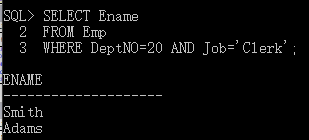 SQL> SELECT Ename
  2  FROM Emp
  3  WHERE DeptNO=20 AND Job='Clerk';
ENAME
--------------------
Smith
Adams